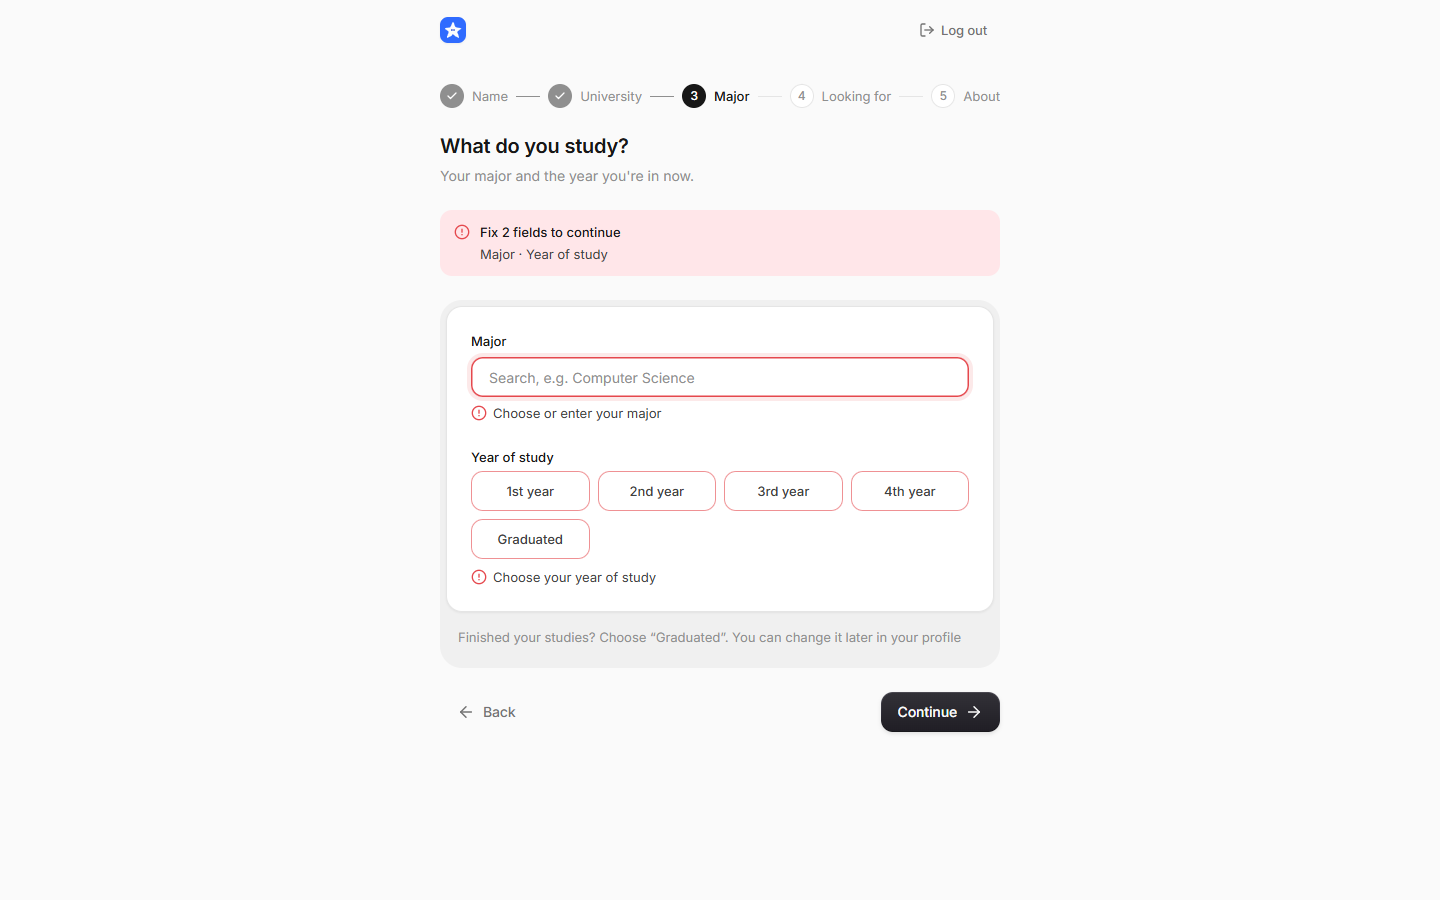 Log out
Name University 3 Major 4 Looking for 5 About
What do you study?
Your major and the year you're in now.
Fix 2 fields to continue
Major · Year of study
Major
Search, e.g. Computer Science
Choose or enter your major
Year of study
1st year 2nd year 3rd year 4th year
Graduated
Choose your year of study
Finished your studies? Choose “Graduated”. You can change it later in your profile
Back Continue